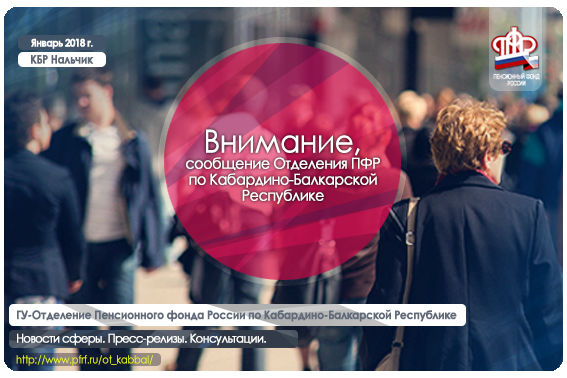 Январь 2018 г.
КБР Нальчик
ПФР
ПЕНСИОННЫЙ ФОНД
РОССИИ
Внимание,
сообщение Отделения ПФР
по Кабардино-Балкарской
Республике
ГУ-Отделение Пенсионного фонда России по Кабардино-Балкарской Республике
Новости сферы. Пресс-релизы. Консультации.
http://www.pfrf.ru/ot_kabbal/